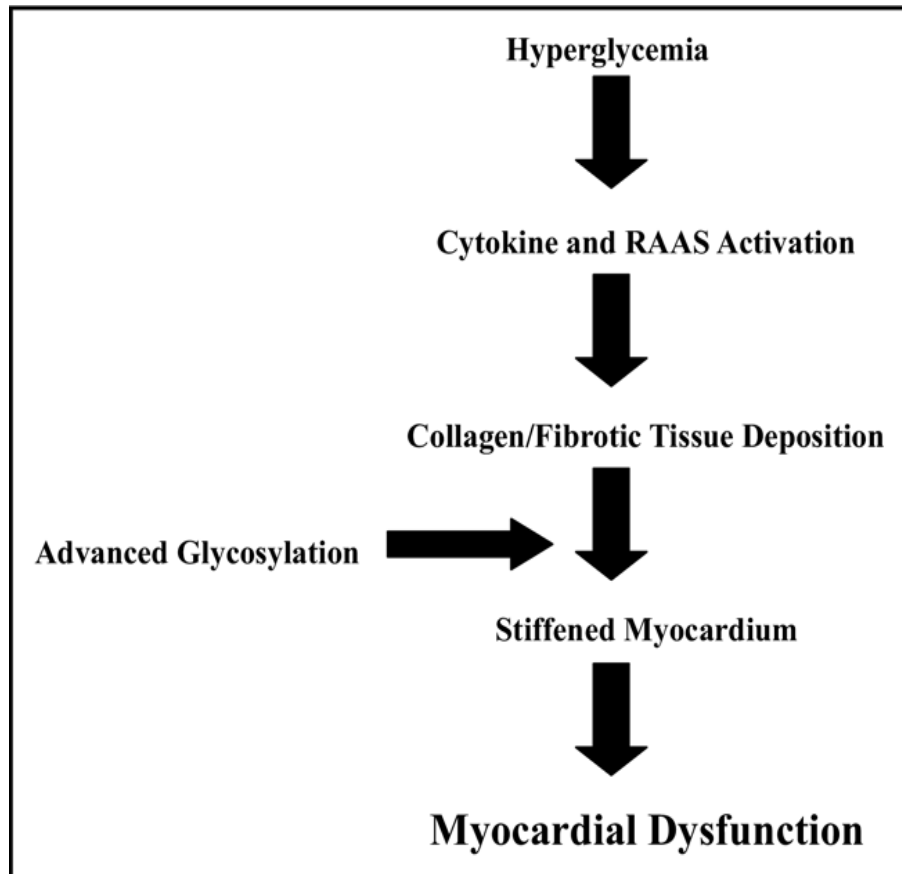 Hyperglycemia
Cytokine and RAAS Activation
Collagen/Fibrotic Tissue Deposition
Advanced Glycosylation
Stiffened Myocardium
Myocardial Dysfunction